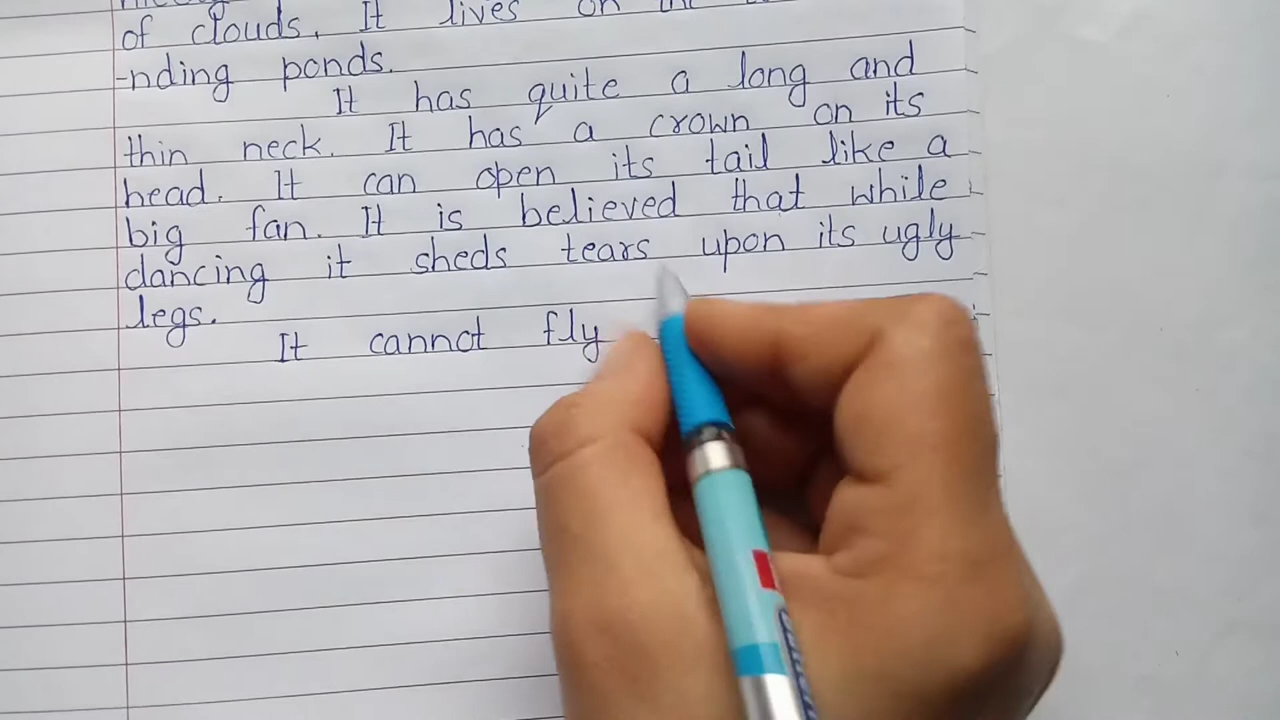 of clouds. It lives on the
-nding ponds.
It has quite a long and
thin neck. It has a crown on its
head. It can open its tail like a
big fan. It is believed that while
dancing it sheds tears upon its ugly
legs.
It cannot fly